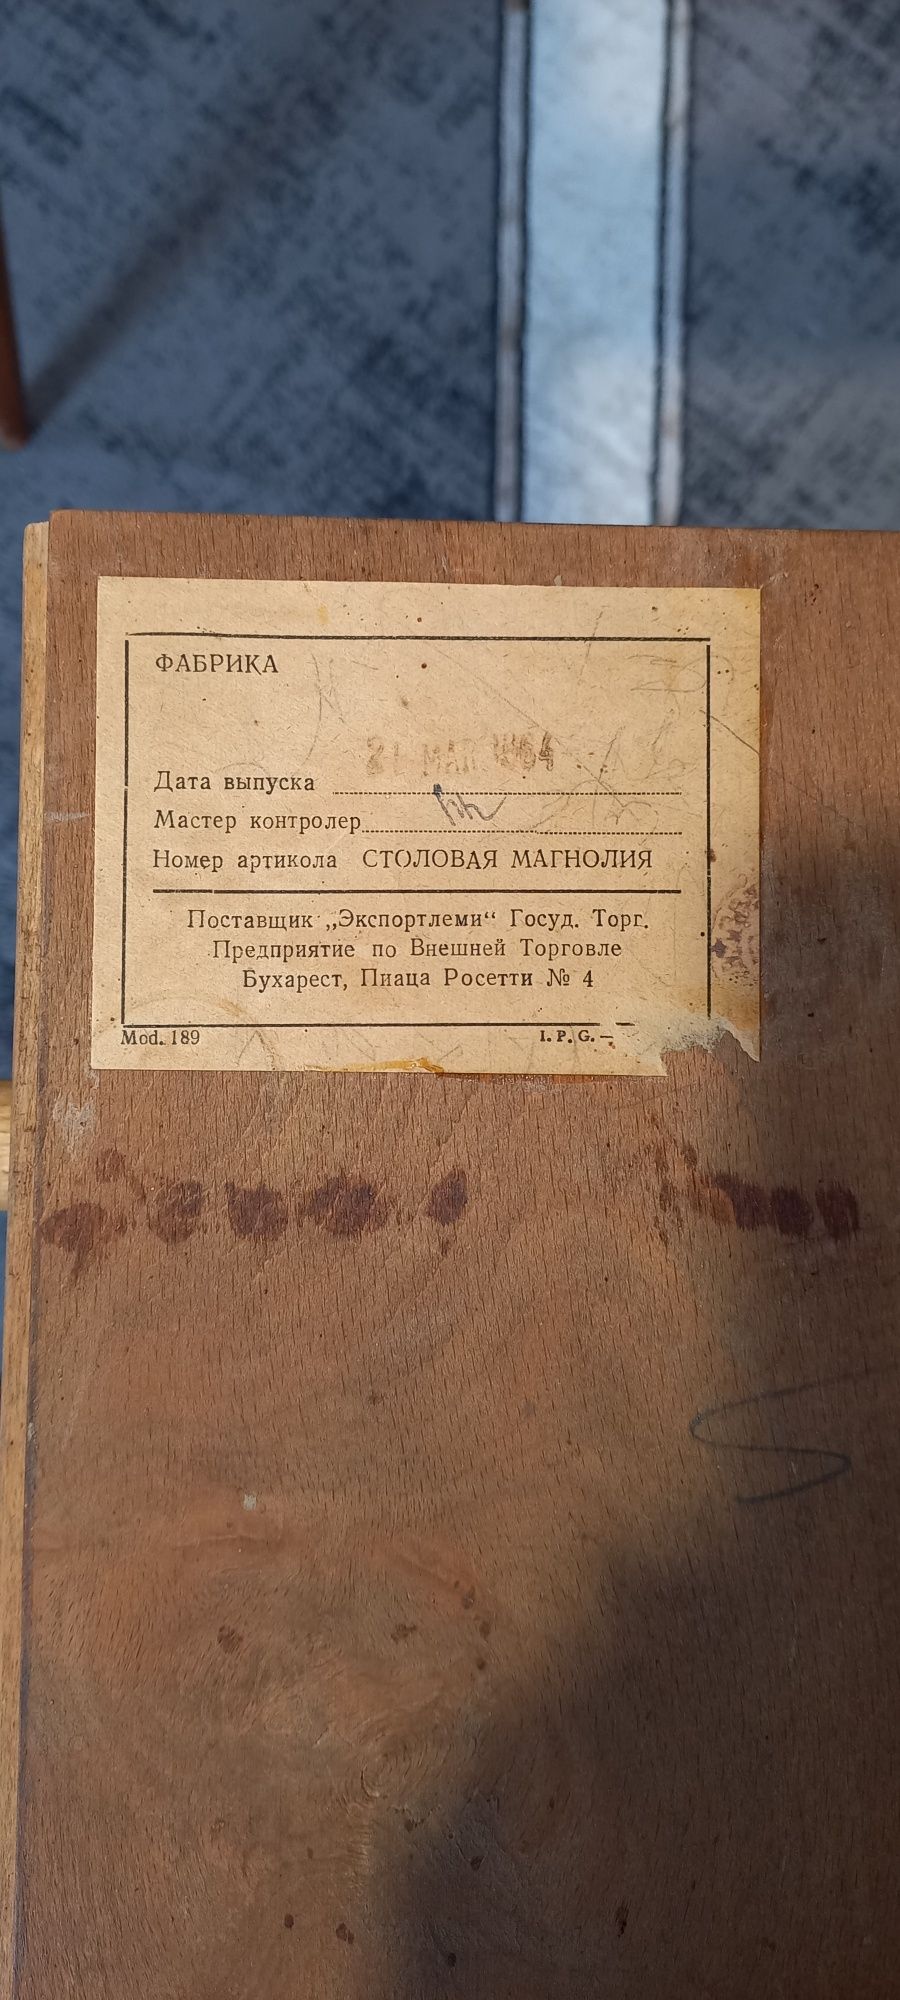 ФАБРИКА
21 МАЯ 1964
Дата выпуска
Мастер контролер
Номер артикола СТОЛОВАЯ МАГНОЛИЯ
Поставщик „Экспортлеми“ Госуд. Торг.
Предприятие по Внешней Торговле
Бухарест, Пиаца Росетти № 4
Mod. 189 I. P. G. —